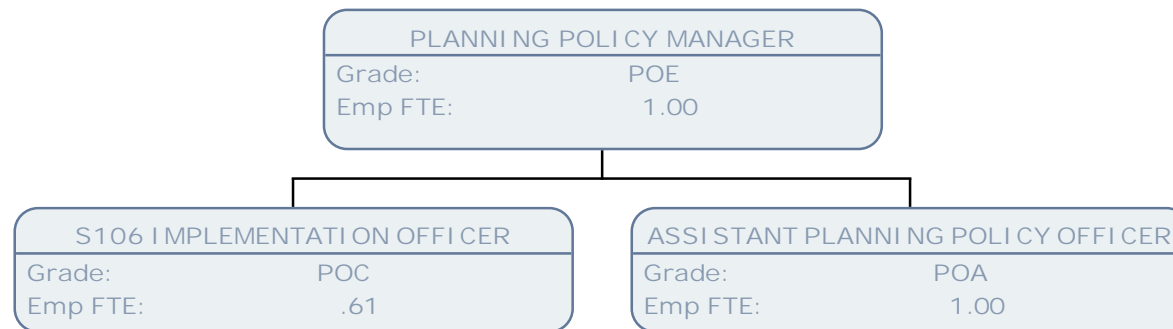 PLANNING POLICY MANAGER
Grade: POE
Emp FTE: 1.00
S106 IMPLEMENTATION OFFICER
Grade: POC
Emp FTE: .61
ASSISTANT PLANNING POLICY OFFICER
Grade: POA
Emp FTE: 1.00